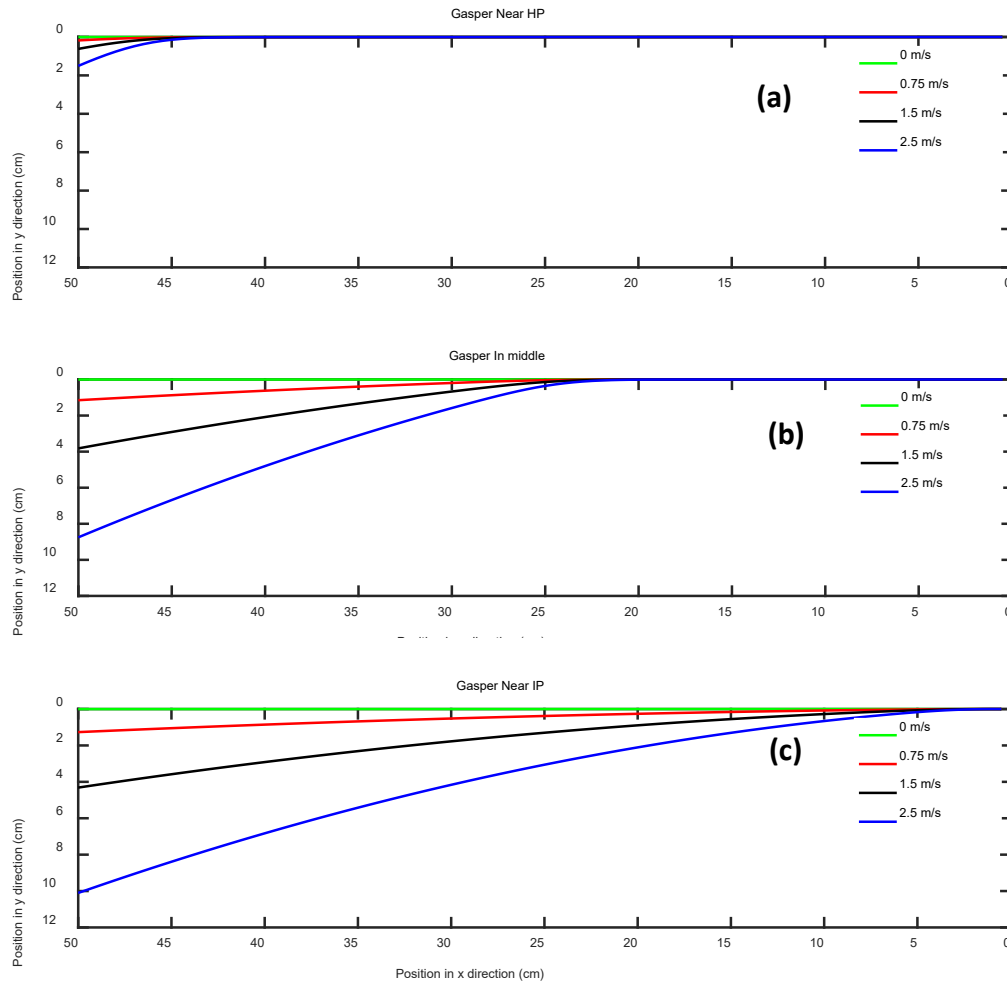 Gasper Near HP
0
2
4
6
8
10
12
Position in y direction (cm)
0 m/s
0.75 m/s
1.5 m/s
2.5 m/s
(a)
50 45 40 35 30 25 20 15 10 5 0
Gasper In middle
0
2
4
6
8
10
12
Position in y direction (cm)
0 m/s
0.75 m/s
1.5 m/s
2.5 m/s
(b)
50 45 40 35 30 25 20 15 10 5 0
Gasper Near IP
0
2
4
6
8
10
12
Position in y direction (cm)
0 m/s
0.75 m/s
1.5 m/s
2.5 m/s
(c)
50 45 40 35 30 25 20 15 10 5 0
Position in x direction (cm)